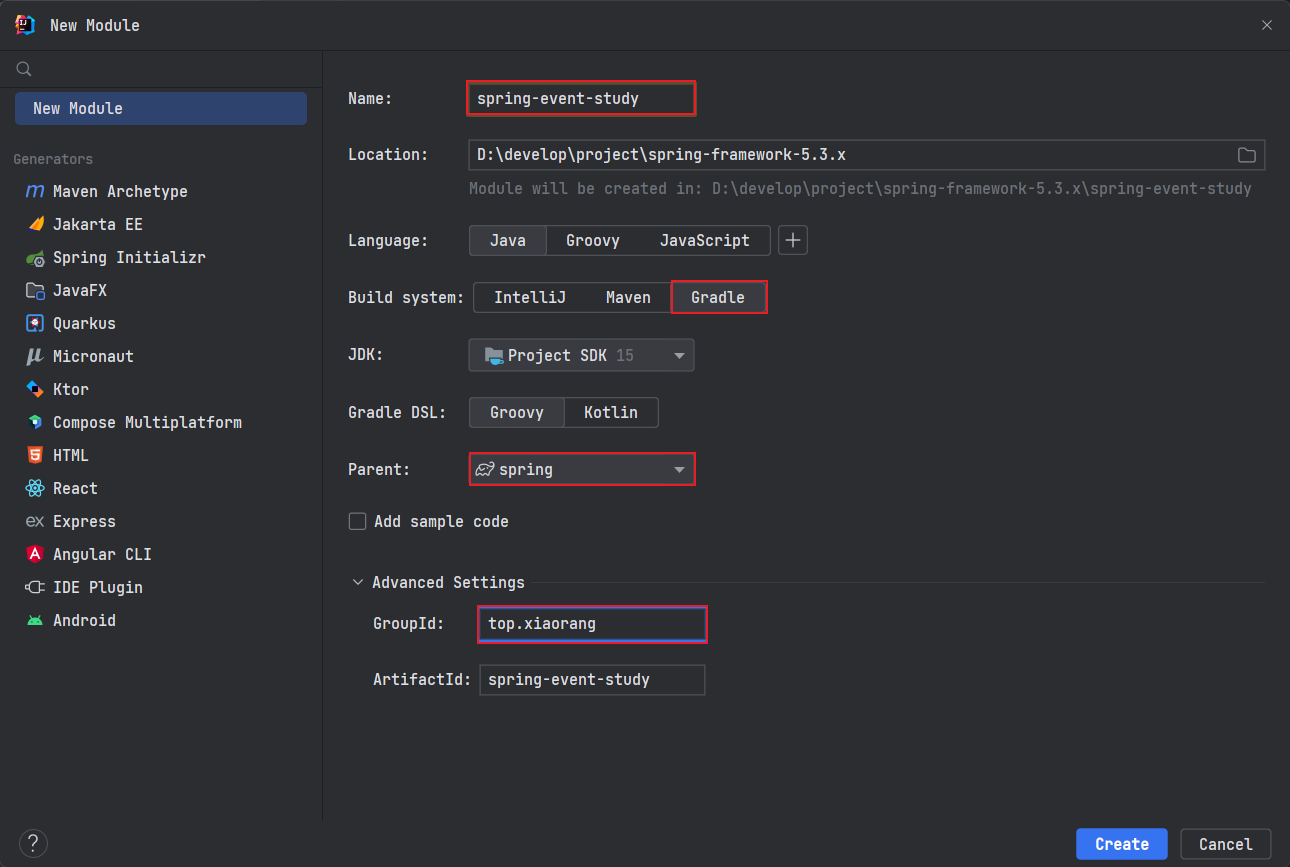 New Module
New Module
Generators
Maven Archetype
Jakarta EE
Spring Initializr
JavaFX
Quarkus
Micronaut
Ktor
Compose Multiplatform
HTML
React
Express
Angular CLI
IDE Plugin
Android
Name: spring-event-study
Location: D:\develop\project\spring-framework-5.3.x
Module will be created in: D:\develop\project\spring-framework-5.3.x\spring-event-study
Language: Java Groovy JavaScript +
Build system: IntelliJ Maven Gradle
JDK: Project SDK 15
Gradle DSL: Groovy Kotlin
Parent: spring
Add sample code
Advanced Settings
GroupId: top.xiaorang
ArtifactId: spring-event-study
? Create Cancel